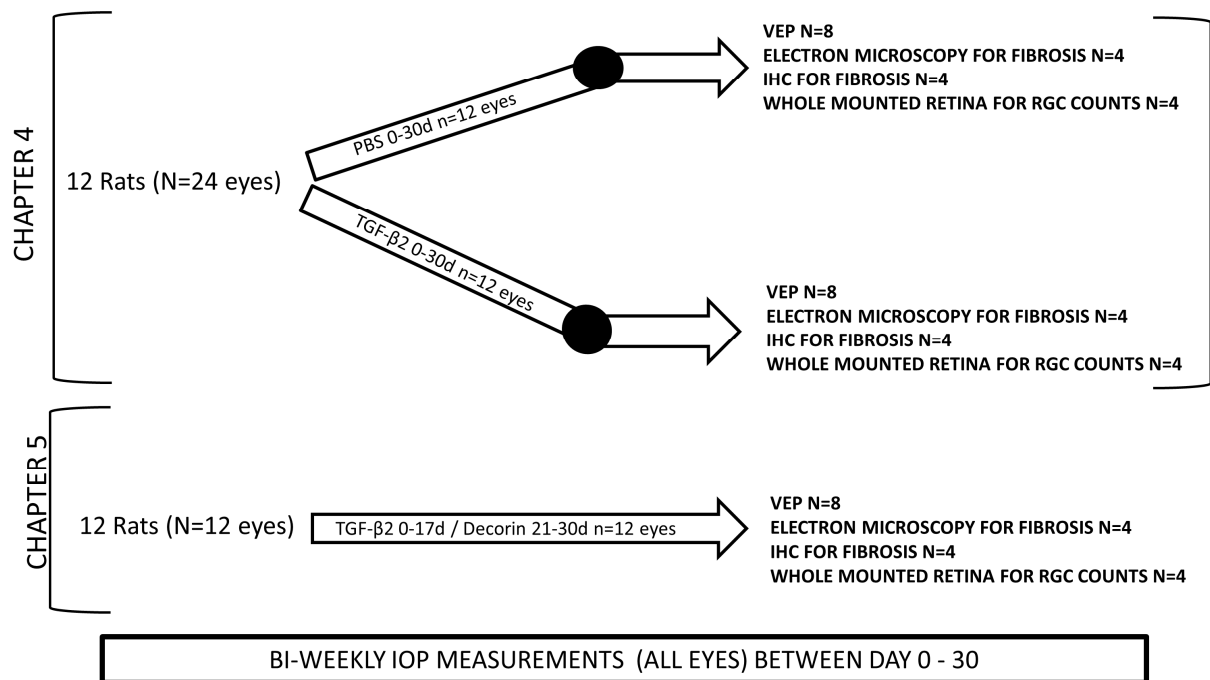 CHAPTER 4
12 Rats (N=24 eyes)
PBS 0-30d n=12 eyes
VEP N=8
ELECTRON MICROSCOPY FOR FIBROSIS N=4
IHC FOR FIBROSIS N=4
WHOLE MOUNTED RETINA FOR RGC COUNTS N=4
TGF-β2 0-30d n=12 eyes
VEP N=8
ELECTRON MICROSCOPY FOR FIBROSIS N=4
IHC FOR FIBROSIS N=4
WHOLE MOUNTED RETINA FOR RGC COUNTS N=4
CHAPTER 5
12 Rats (N=12 eyes)
TGF-β2 0-17d / Decorin 21-30d n=12 eyes
VEP N=8
ELECTRON MICROSCOPY FOR FIBROSIS N=4
IHC FOR FIBROSIS N=4
WHOLE MOUNTED RETINA FOR RGC COUNTS N=4
BI-WEEKLY IOP MEASUREMENTS (ALL EYES) BETWEEN DAY 0 - 30